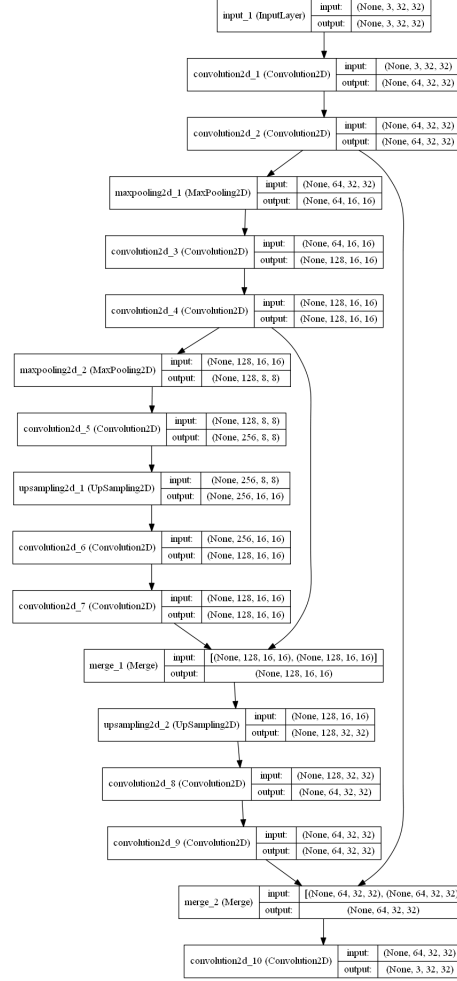 input_1 (InputLayer)
input: (None, 3, 32, 32)
output: (None, 3, 32, 32)
convolution2d_1 (Convolution2D)
input: (None, 3, 32, 32)
output: (None, 64, 32, 32)
convolution2d_2 (Convolution2D)
input: (None, 64, 32, 32)
output: (None, 64, 32, 32)
maxpooling2d_1 (MaxPooling2D)
input: (None, 64, 32, 32)
output: (None, 64, 16, 16)
convolution2d_3 (Convolution2D)
input: (None, 64, 16, 16)
output: (None, 128, 16, 16)
convolution2d_4 (Convolution2D)
input: (None, 128, 16, 16)
output: (None, 128, 16, 16)
maxpooling2d_2 (MaxPooling2D)
input: (None, 128, 16, 16)
output: (None, 128, 8, 8)
convolution2d_5 (Convolution2D)
input: (None, 128, 8, 8)
output: (None, 256, 8, 8)
upsampling2d_1 (UpSampling2D)
input: (None, 256, 8, 8)
output: (None, 256, 16, 16)
convolution2d_6 (Convolution2D)
input: (None, 256, 16, 16)
output: (None, 128, 16, 16)
convolution2d_7 (Convolution2D)
input: (None, 128, 16, 16)
output: (None, 128, 16, 16)
merge_1 (Merge)
input: [(None, 128, 16, 16), (None, 128, 16, 16)]
output: (None, 128, 16, 16)
upsampling2d_2 (UpSampling2D)
input: (None, 128, 16, 16)
output: (None, 128, 32, 32)
convolution2d_8 (Convolution2D)
input: (None, 128, 32, 32)
output: (None, 64, 32, 32)
convolution2d_9 (Convolution2D)
input: (None, 64, 32, 32)
output: (None, 64, 32, 32)
merge_2 (Merge)
input: [(None, 64, 32, 32), (None, 64, 32, 32)
output: (None, 64, 32, 32)
convolution2d_10 (Convolution2D)
input: (None, 64, 32, 32)
output: (None, 3, 32, 32)